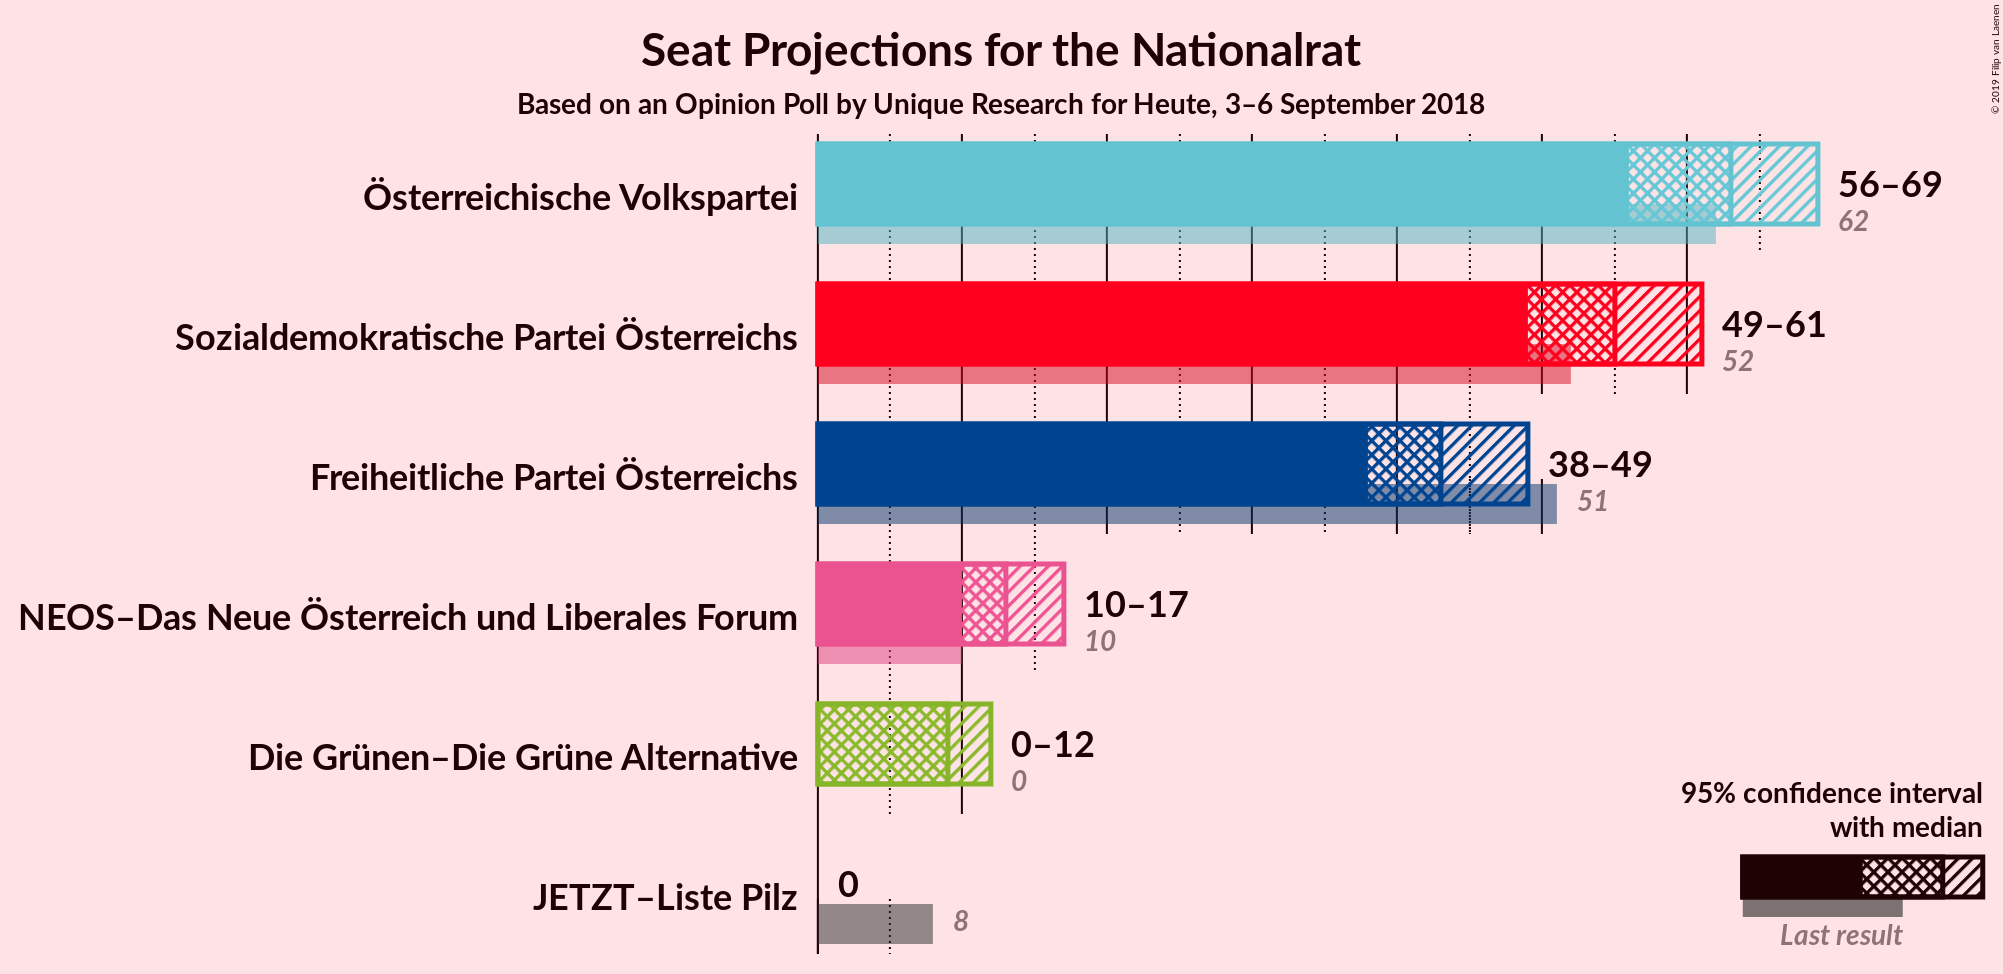 Seat Projections for the Nationalrat
Based on an Opinion Poll by Unique Research for Heute, 3–6 September 2018
© 2019 Filip van Laenen
Österreichische Volkspartei
56–69
62
Sozialdemokratische Partei Österreichs
49–61
52
Freiheitliche Partei Österreichs
38–49
51
NEOS–Das Neue Österreich und Liberales Forum
10–17
10
Die Grünen–Die Grüne Alternative
0–12
0
JETZT–Liste Pilz
0
8
95% confidence interval
with median
Last result